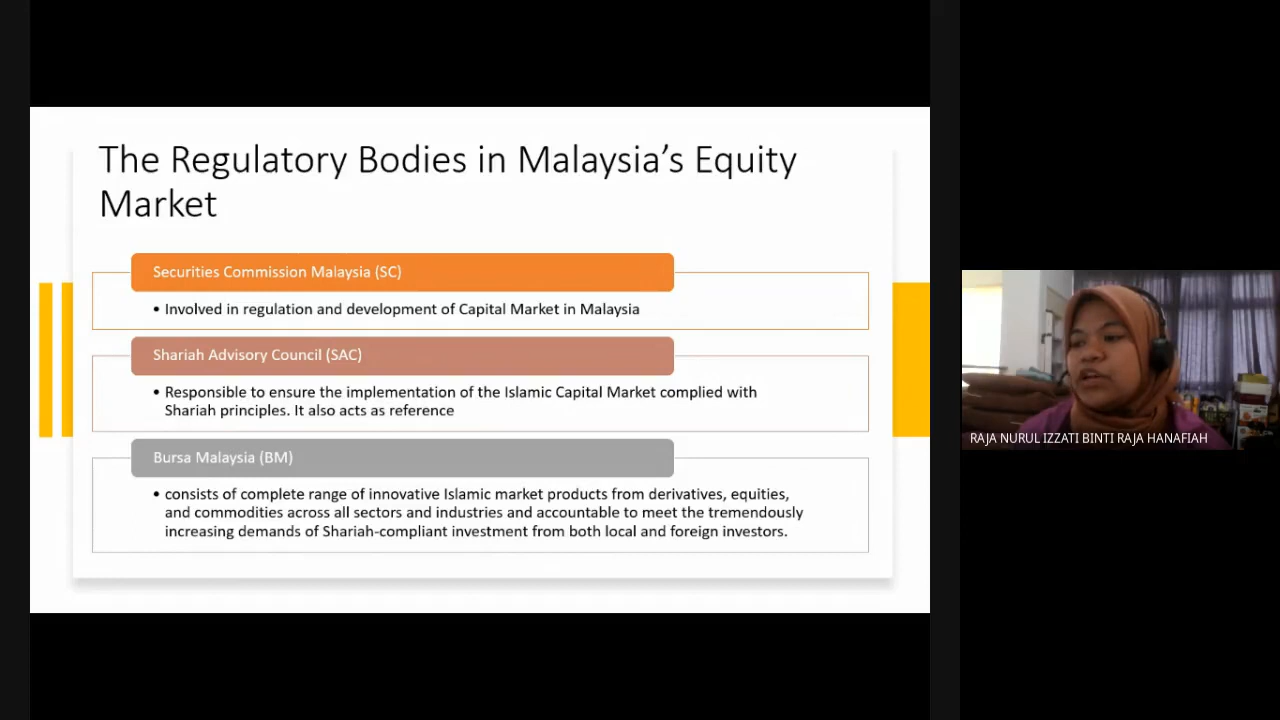 The Regulatory Bodies in Malaysia’s Equity
Market
Securities Commission Malaysia (SC)
• Involved in regulation and development of Capital Market in Malaysia
Shariah Advisory Council (SAC)
• Responsible to ensure the implementation of the Islamic Capital Market complied with
Shariah principles. It also acts as reference
Bursa Malaysia (BM)
• consists of complete range of innovative Islamic market products from derivatives, equities,
and commodities across all sectors and industries and accountable to meet the tremendously
increasing demands of Shariah-compliant investment from both local and foreign investors.
RAJA NURUL IZZATI BINTI RAJA HANAFIAH